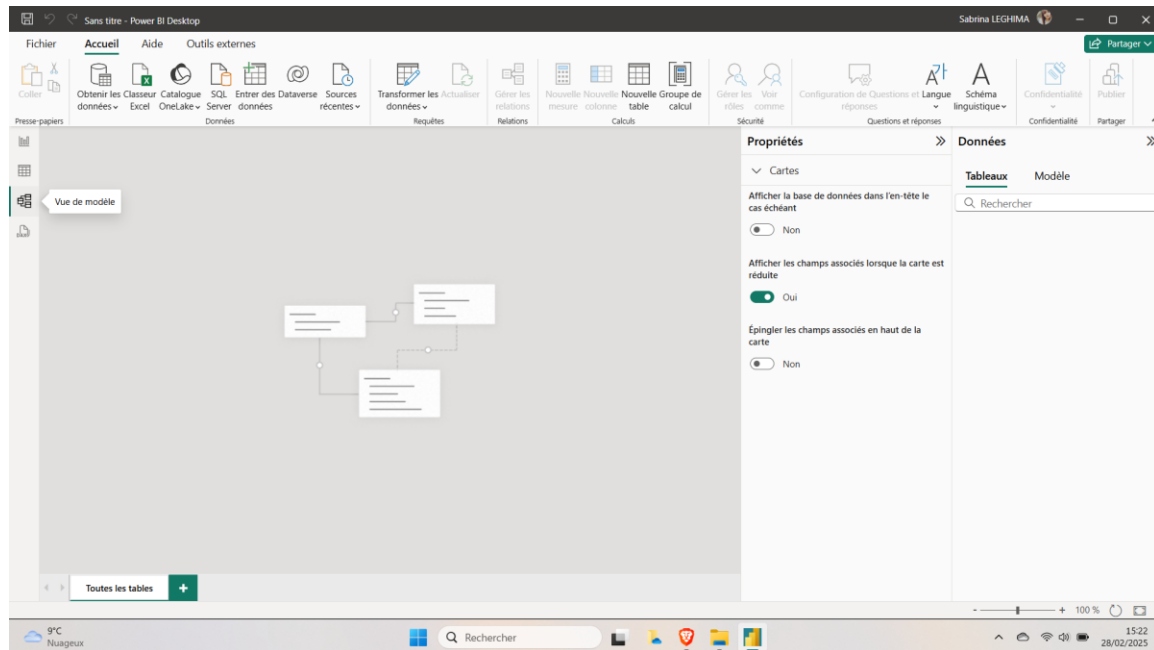 Sans titre - Power BI Desktop
Sabrina LEGHIMA
Fichier Accueil Aide Outils externes
Partager
Coller
Obtenir les données
Classeur Excel
Catalogue OneLake
SQL Server
Entrer des données
Dataverse
Sources récentes
Transformer les données
Actualiser
Gérer les relations
Nouvelle mesure
Nouvelle colonne
Nouvelle table
Groupe de calcul
Gérer les rôles
Voir comme
Configuration de Questions et réponses
Langue
Schéma linguistique
Confidentialité
Publier
Presse-papiers
Données
Requêtes
Relations
Calculs
Sécurité
Questions et réponses
Confidentialité
Partager
Vue de modèle
Propriétés
Cartes
Afficher la base de données dans l'en-tête le
cas échéant
Non
Afficher les champs associés lorsque la carte est
réduite
Oui
Épingler les champs associés en haut de la
carte
Non
Données
Tableaux Modèle
Rechercher
Toutes les tables
100 %
9°C
Nuageux
Rechercher
15:22
28/02/2025